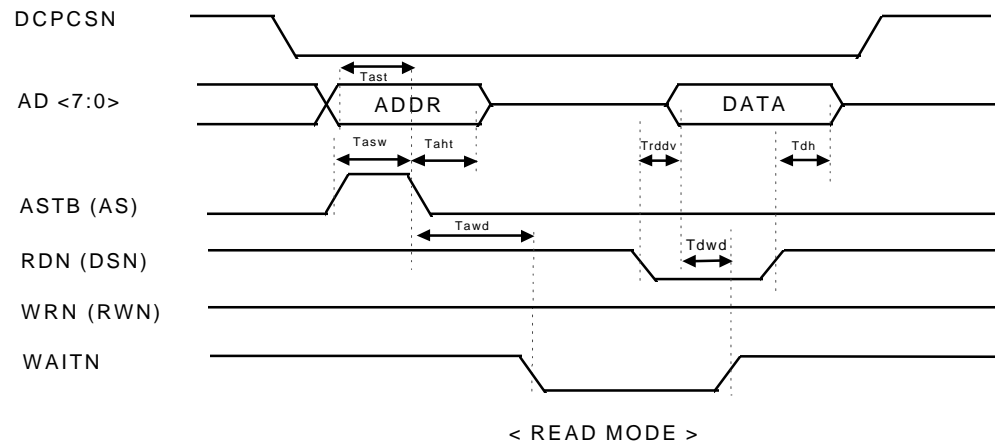 DCPCSN
Tast
AD <7:0>
ADDR
DATA
Tasw
Taht
Trddv
Tdh
ASTB (AS)
Tawd
Tdwd
RDN (DSN)
WRN (RWN)
WAITN
< READ MODE >